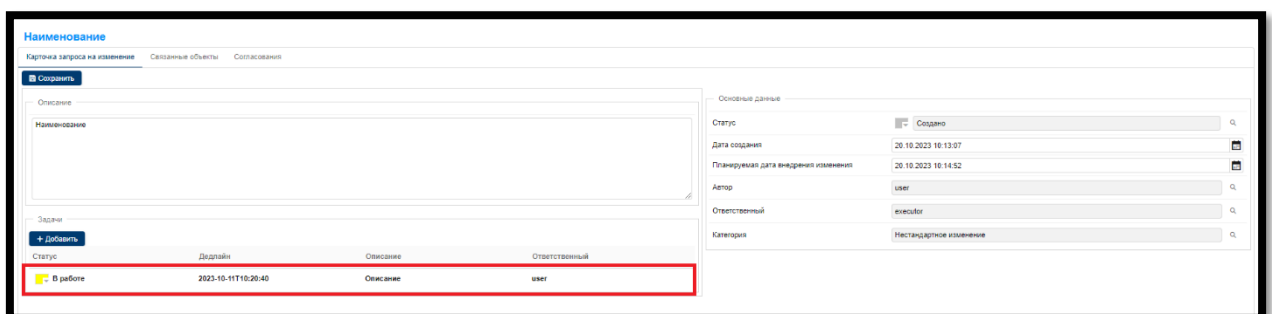 Наименование
Карточка запроса на изменение Связанные объекты Согласования
Сохранить
Описание
Наименование
Задачи
+ Добавить
Статус Дедлайн Описание Ответственный
В работе 2023-10-11T10:20:40 Описание user
Основные данные
Статус Создано
Дата создания 20.10.2023 10:13:07
Планируемая дата внедрения изменения 20.10.2023 10:14:52
Автор user
Ответственный executor
Категория Нестандартное изменение